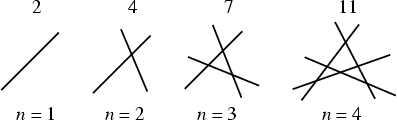 2 4 7 11
n = 1 n = 2 n = 3 n = 4